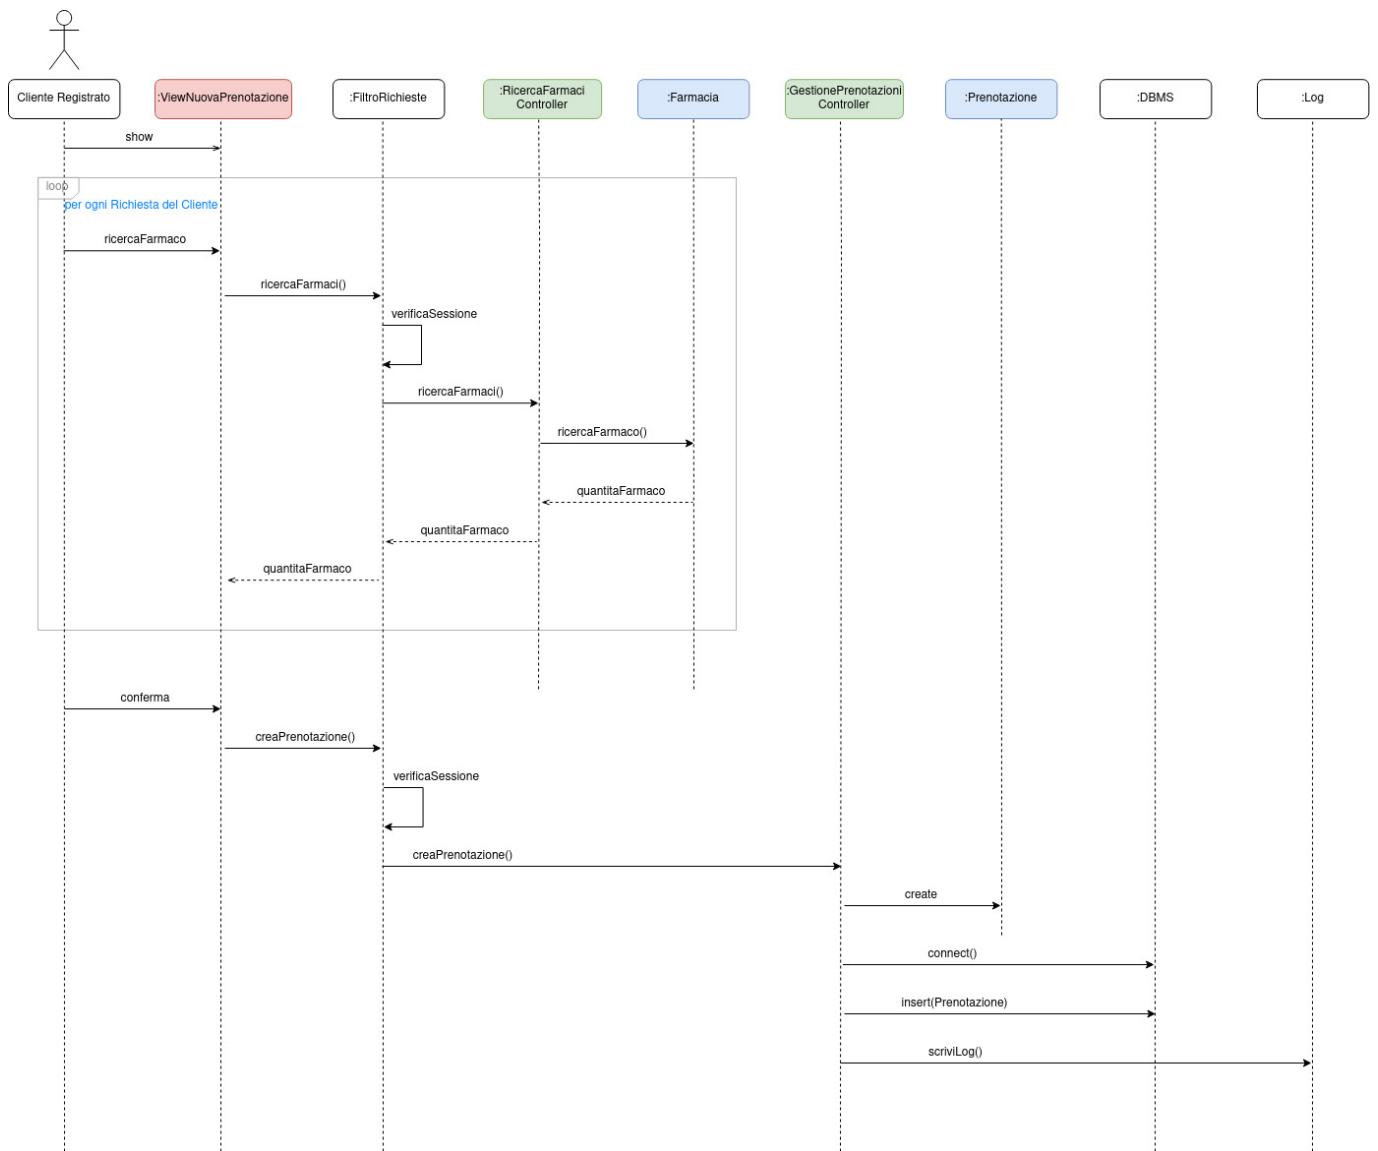 Cliente Registrato
:ViewNuovaPrenotazione
:FiltroRichieste
:RicercaFarmaci
Controller
:Farmacia
:GestionePrenotazioni
Controller
:Prenotazione
:DBMS
:Log
show
loop
per ogni Richiesta del Cliente
ricercaFarmaco
ricercaFarmaci()
verificaSessione
ricercaFarmaci()
ricercaFarmaco()
quantitaFarmaco
quantitaFarmaco
quantitaFarmaco
conferma
creaPrenotazione()
verificaSessione
creaPrenotazione()
create
connect()
insert(Prenotazione)
scriviLog()